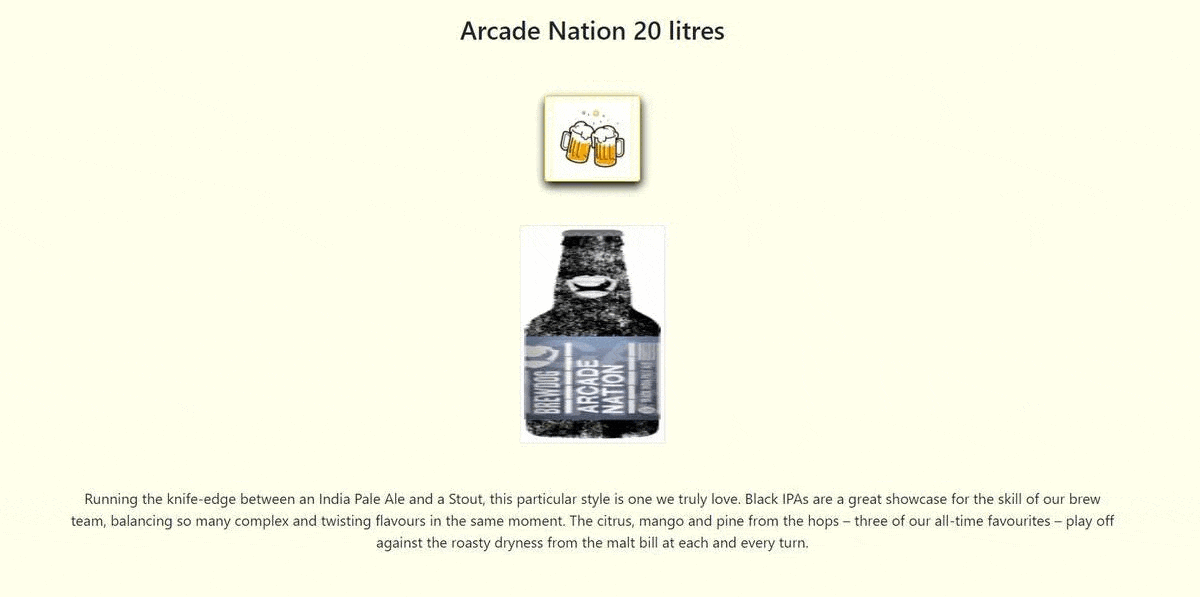 Arcade Nation 20 litres
BREWDOG
ARCADE
NATION
Running the knife-edge between an India Pale Ale and a Stout, this particular style is one we truly love. Black IPAs are a great showcase for the skill of our brew
team, balancing so many complex and twisting flavours in the same moment. The citrus, mango and pine from the hops – three of our all-time favourites – play off
against the roasty dryness from the malt bill at each and every turn.